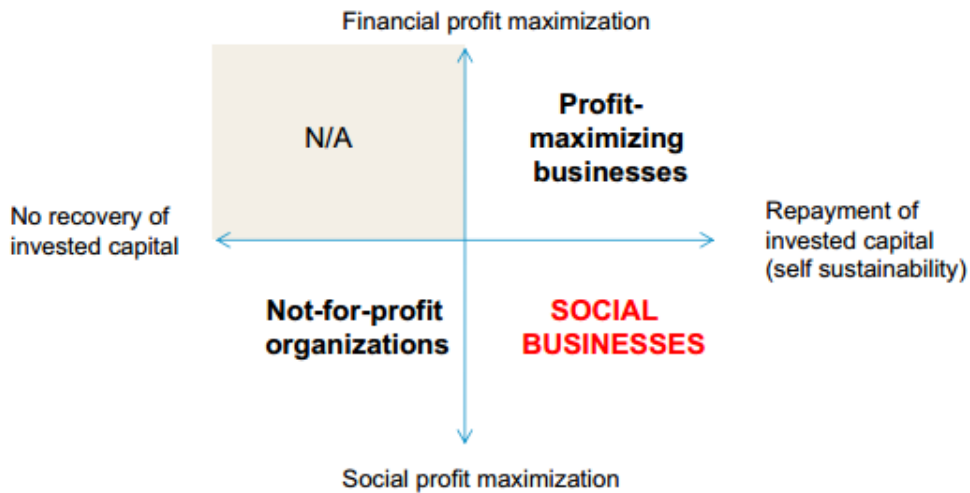 Financial profit maximization
N/A
Profit-
maximizing
businesses
No recovery of
invested capital
Repayment of
invested capital
(self sustainability)
Not-for-profit
organizations
SOCIAL
BUSINESSES
Social profit maximization